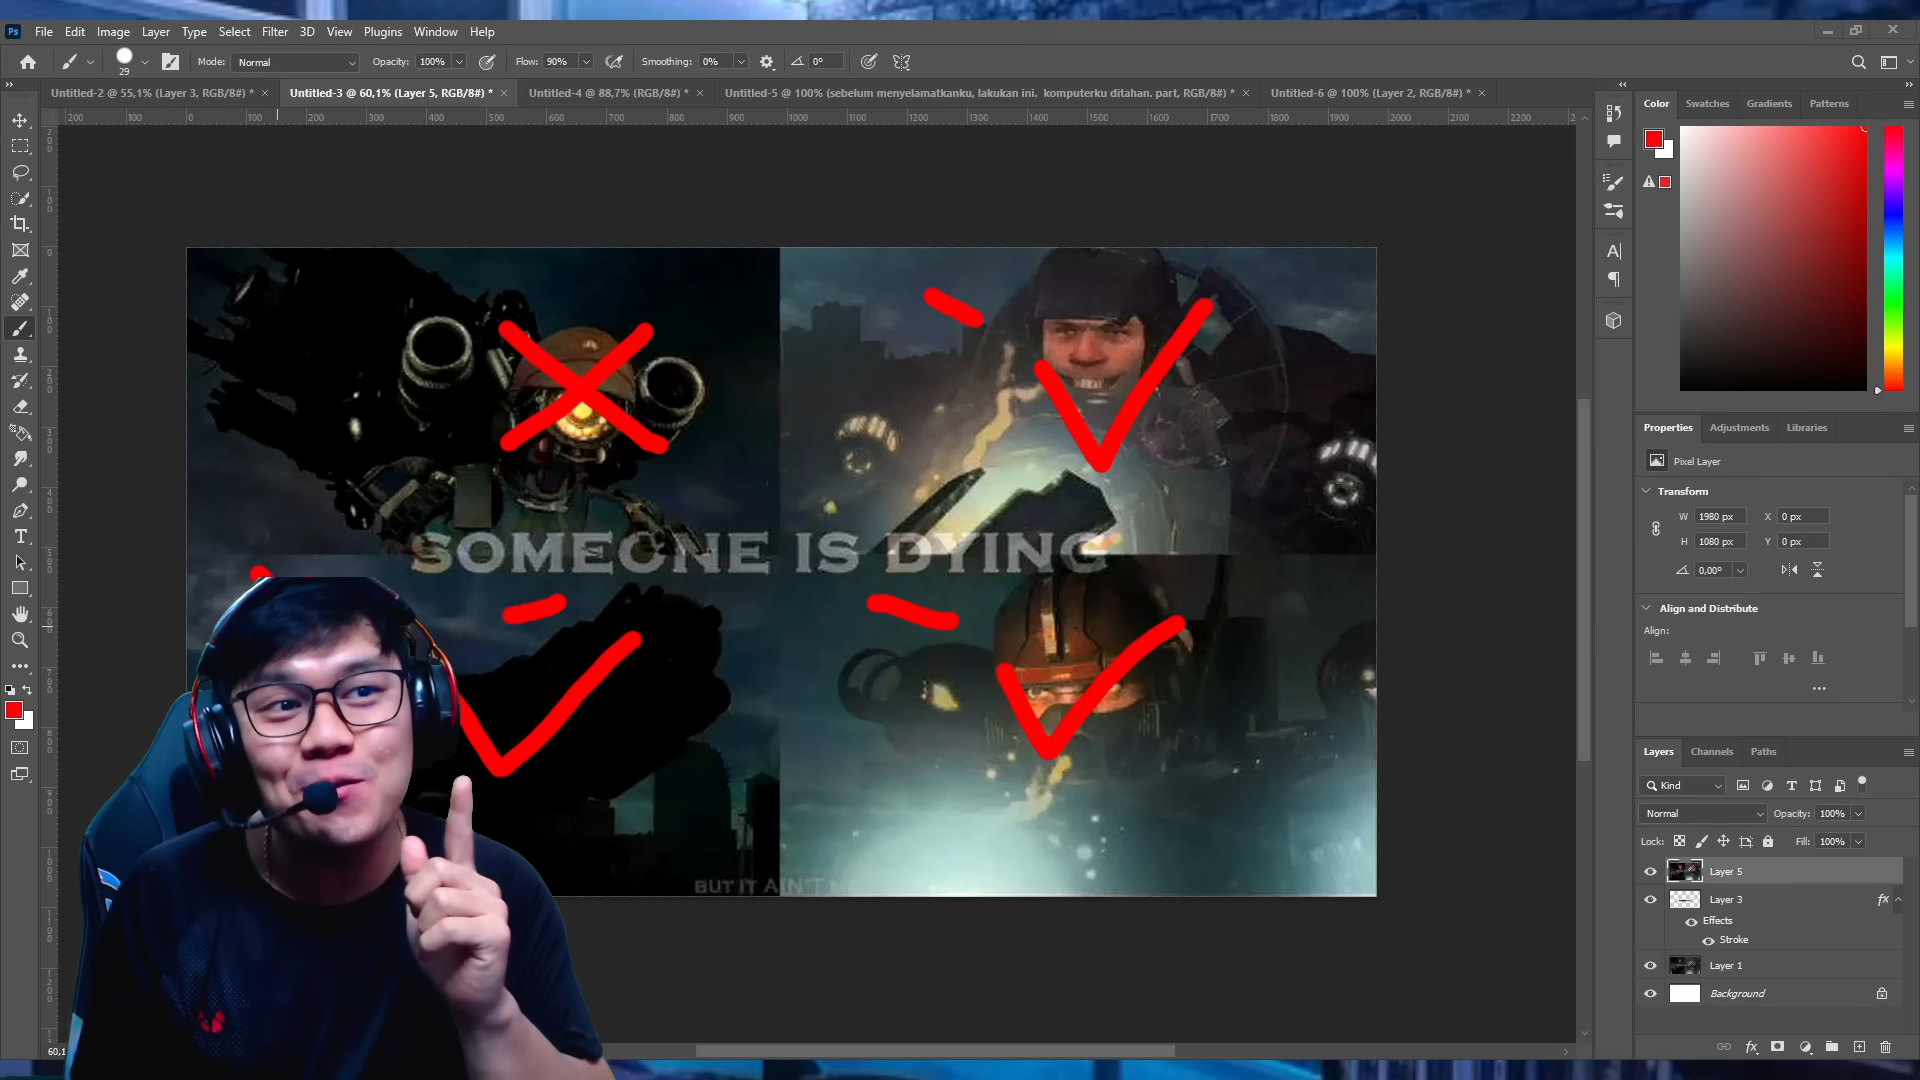 Ps File Edit Image Layer Type Select Filter 3D View Plugins Window Help
29 Mode: Normal Opacity: 100% Flow: 90% Smoothing: 0% 0°
Untitled-2 @ 55,1% (Layer 3, RGB/8#) * × Untitled-3 @ 60,1% (Layer 5, RGB/8#) * × Untitled-4 @ 88,7% (RGB/8#) * × Untitled-5 @ 100% (sebelum menyelamatkanku, lakukan ini. komputerku ditahan. part, RGB/8#) * × Untitled-6 @ 100% (Layer 2, RGB/8#) * ×
200 100 0 100 200 300 400 500 600 700 800 900 1000 1100 1200 1300 1400 1500 1600 1700 1800 1900 2000 2100 2200
SOMEONE IS DYING
BUT IT AIN'T
60,1
Color Swatches Gradients Patterns
Properties Adjustments Libraries
Pixel Layer
Transform
W 1980 px X 0 px
H 1080 px Y 0 px
0,00°
Align and Distribute
Align:
Layers Channels Paths
Kind
Normal Opacity: 100%
Lock: Fill: 100%
Layer 5
Layer 3 fx
Effects
Stroke
Layer 1
Background
fx